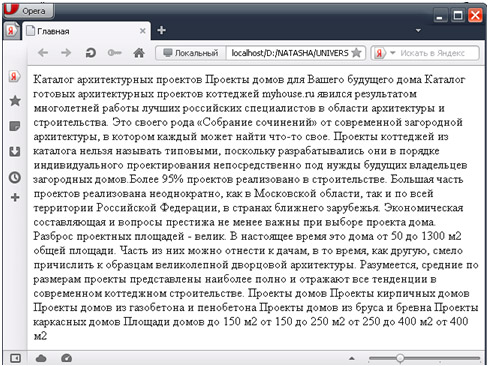 Opera
Главная
Локальный
localhost/D:/NATASHA/UNIVERS
Искать в Яндекс
Каталог архитектурных проектов Проекты домов для Вашего будущего дома Каталог
готовых архитектурных проектов коттеджей myhouse.ru явился результатом
многолетней работы лучших российских специалистов в области архитектуры и
строительства. Это своего рода «Собрание сочинений» от современной загородной
архитектуры, в котором каждый может найти что-то свое. Проекты коттеджей из
каталога нельзя называть типовыми, поскольку разрабатывались они в порядке
индивидуального проектирования непосредственно под нужды будущих владельцев
загородных домов.Более 95% проектов реализовано в строительстве. Большая часть
проектов реализована неоднократно, как в Московской области, так и по всей
территории Российской Федерации, в странах ближнего зарубежья. Экономическая
составляющая и вопросы престижа не менее важны при выборе проекта дома.
Разброс проектных площадей - велик. В настоящее время это дома от 50 до 1300 м2
общей площади. Часть из них можно отнести к дачам, в то время, как другую, смело
причислить к образцам великолепной дворцовой архитектуры. Разумеется, средние по
размерам проекты представлены наиболее полно и отражают все тенденции в
современном коттеджном строительстве. Проекты домов Проекты кирпичных домов
Проекты домов из газобетона и пенобетона Проекты домов из бруса и бревна Проекты
каркасных домов Площади домов до 150 м2 от 150 до 250 м2 от 250 до 400 м2 от 400
м2